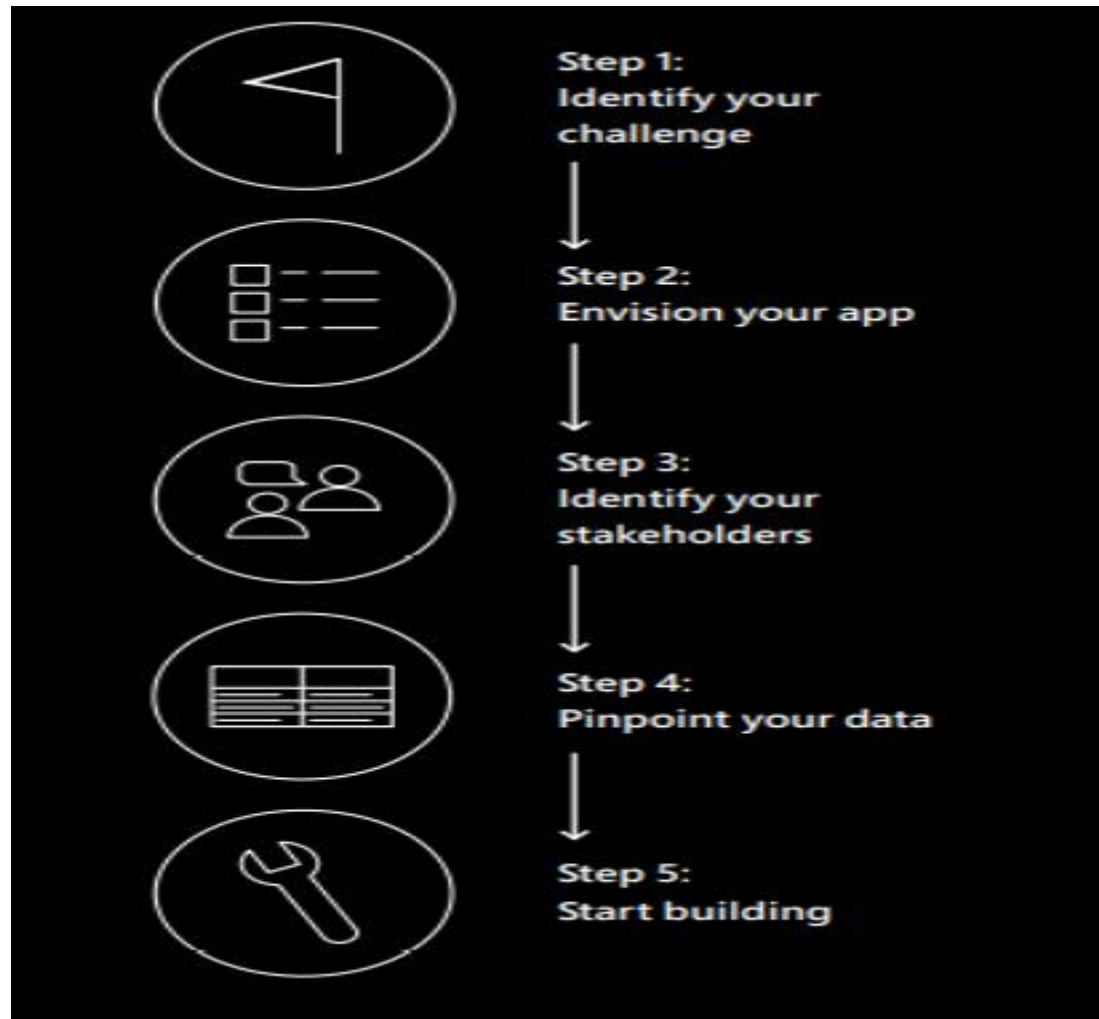 Step 1:
Identify your
challenge
Step 2:
Envision your app
Step 3:
Identify your
stakeholders
Step 4:
Pinpoint your data
Step 5:
Start building